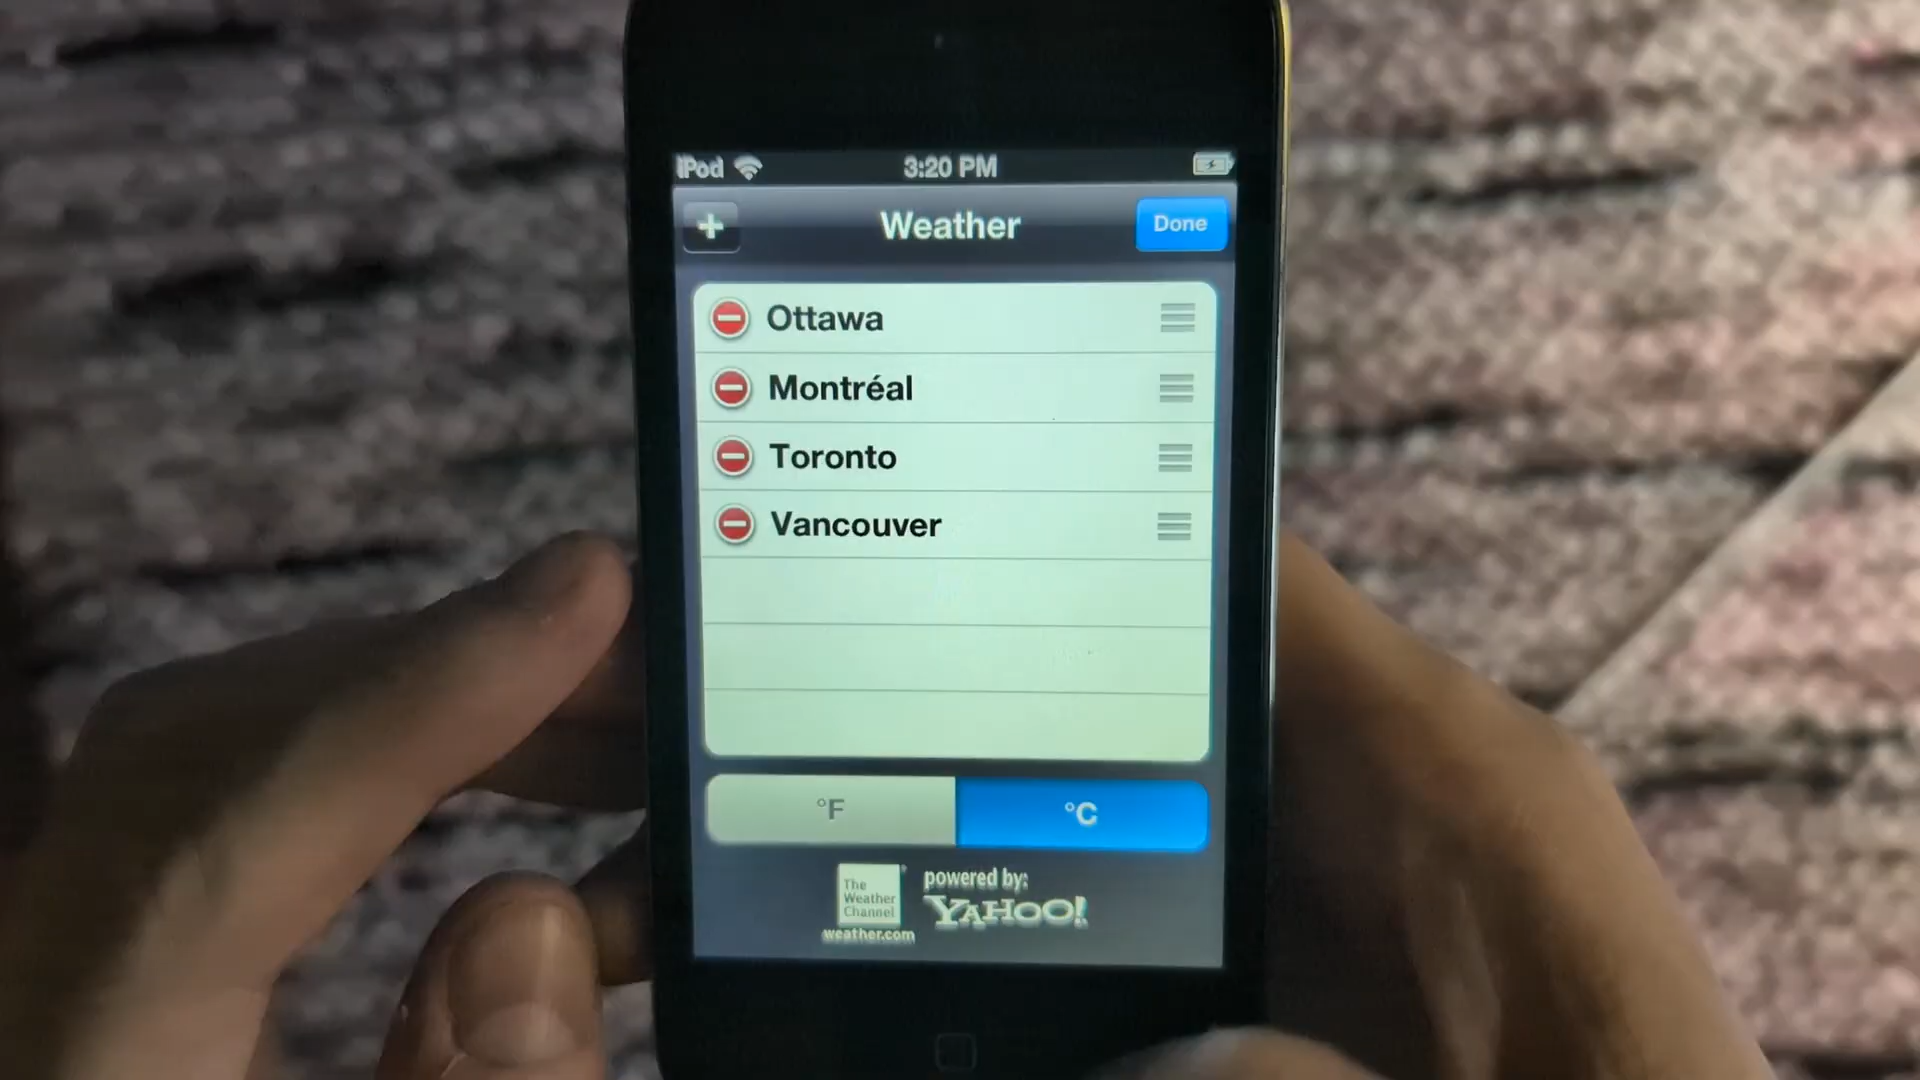 iPod 3:20 PM
+ Weather Done
Ottawa
Montréal
Toronto
Vancouver
°F °C
The
Weather
Channel
weather.com
powered by:
YAHOO!